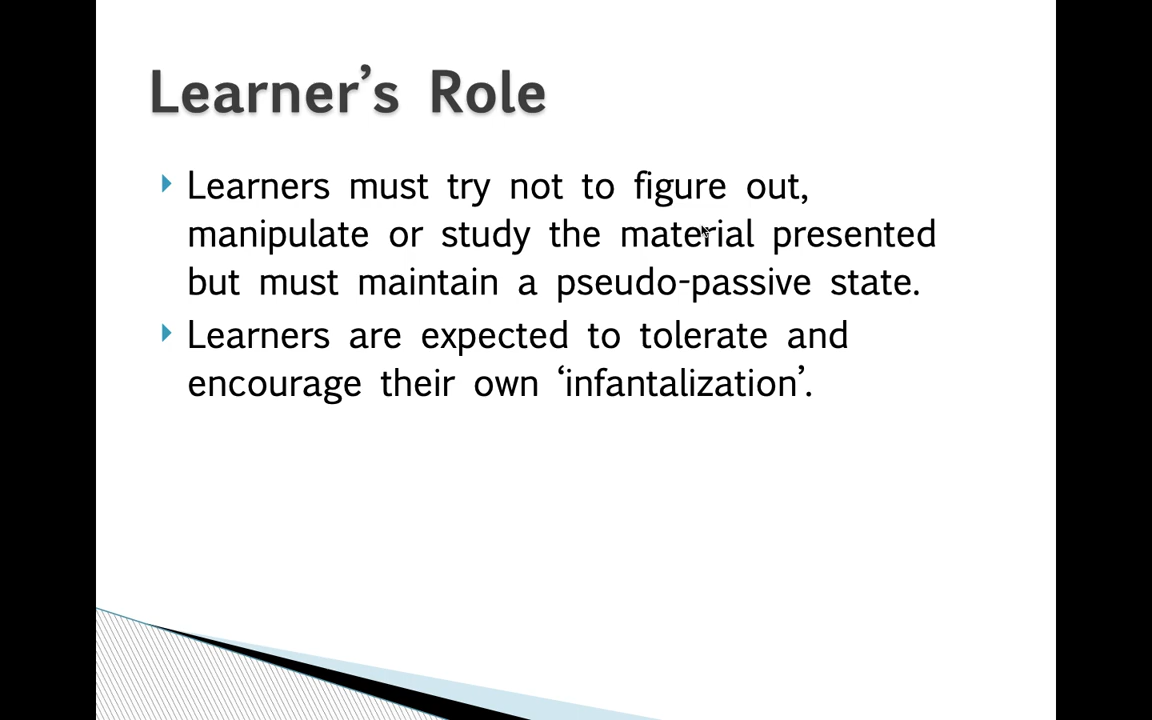 Learner’s Role
Learners must try not to figure out,
manipulate or study the material presented
but must maintain a pseudo-passive state.
Learners are expected to tolerate and
encourage their own ‘infantalization’.